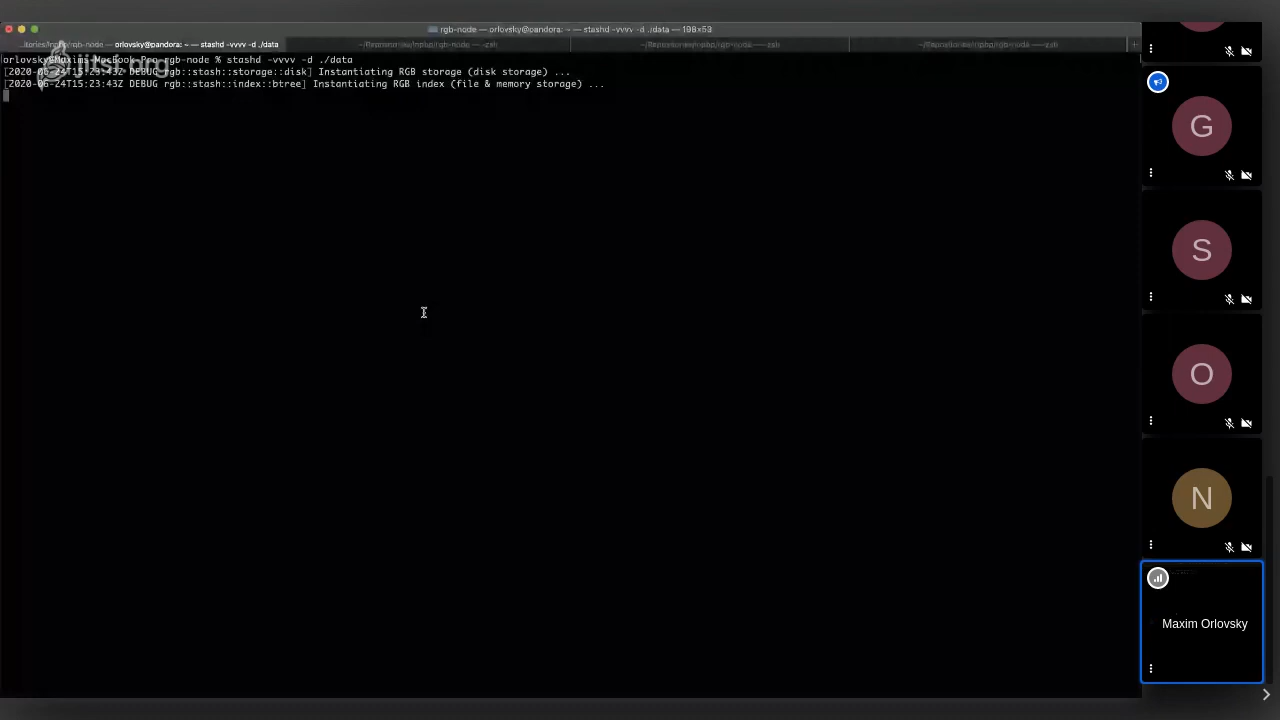 rgb-node — orlovsky@pandora: ~ — stashd -vvvv -d ./data — 198×53
orlovsky@pandora: ~ — stashd -vvvv -d ./data
jitsi.org
orlovsky@Maxims-MacBook-Pro rgb-node % stashd -vvvv -d ./data
[2020-06-24T15:23:43Z DEBUG rgb::stash::storage::disk] Instantiating RGB storage (disk storage) ...
[2020-06-24T15:23:43Z DEBUG rgb::stash::index::btree] Instantiating RGB index (file & memory storage) ...
G
S
O
N
Maxim Orlovsky